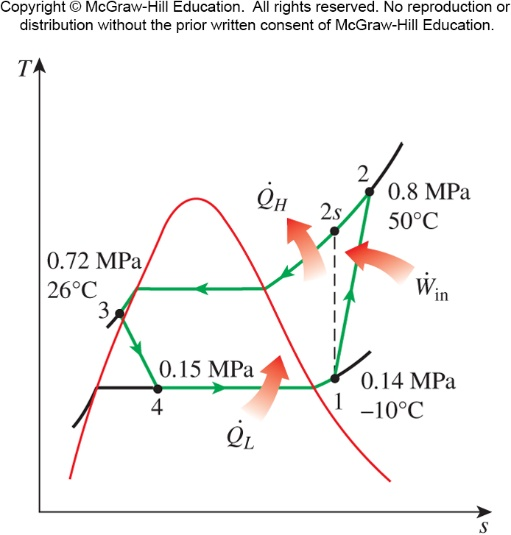 Copyright © McGraw-Hill Education. All rights reserved. No reproduction or
distribution without the prior written consent of McGraw-Hill Education.
T
2
Q̇H
2s
0.8 MPa
50°C
0.72 MPa
26°C
Ẇin
3
0.15 MPa
0.14 MPa
4
1
–10°C
Q̇L
s